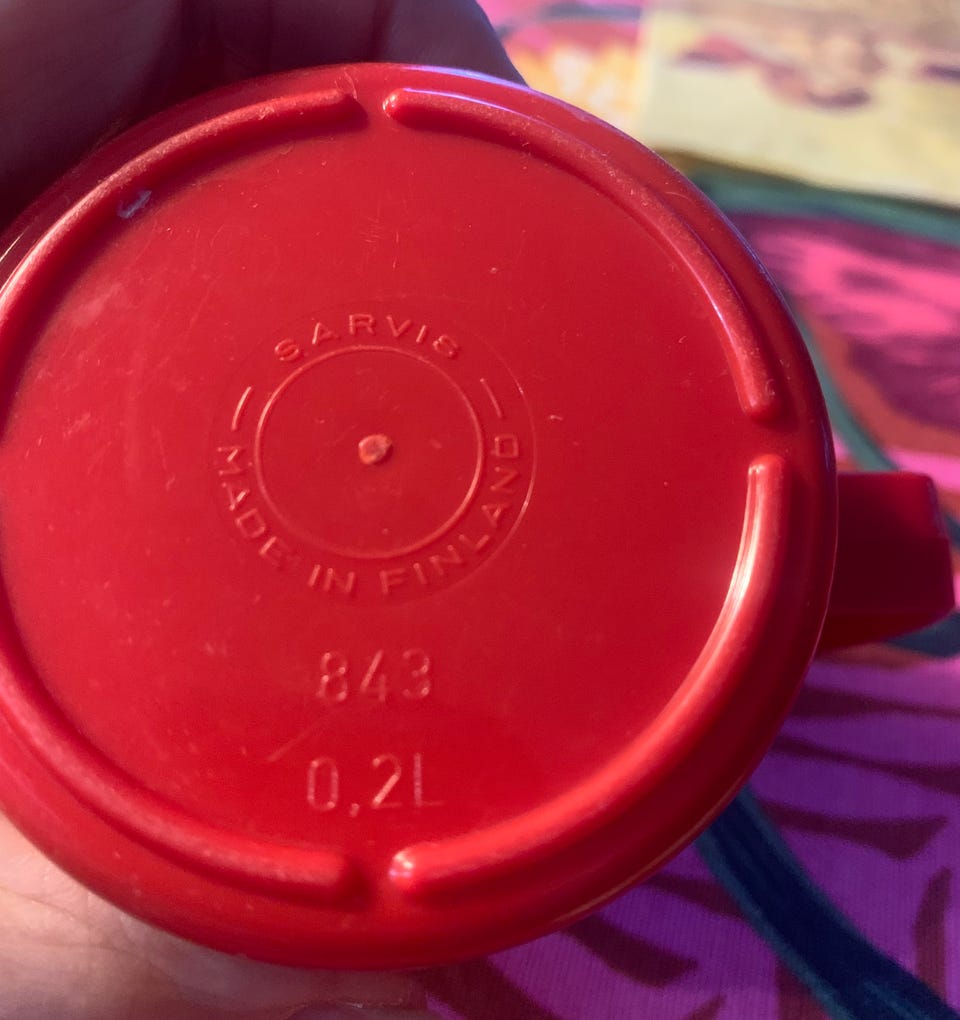 SARVIS
MADE IN FINLAND
843
0,2L